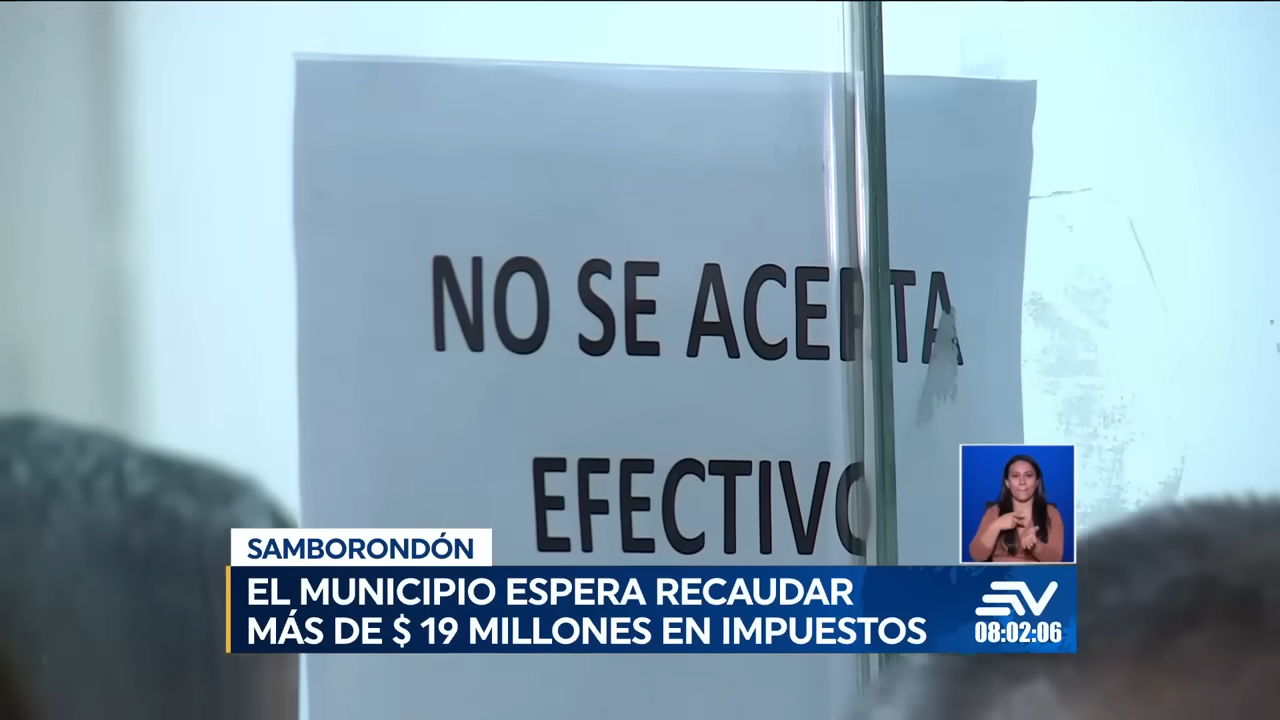 NO SE ACEPTA
EFECTIVO
SAMBORONDÓN
EL MUNICIPIO ESPERA RECAUDAR
MÁS DE $ 19 MILLONES EN IMPUESTOS
08:02:06